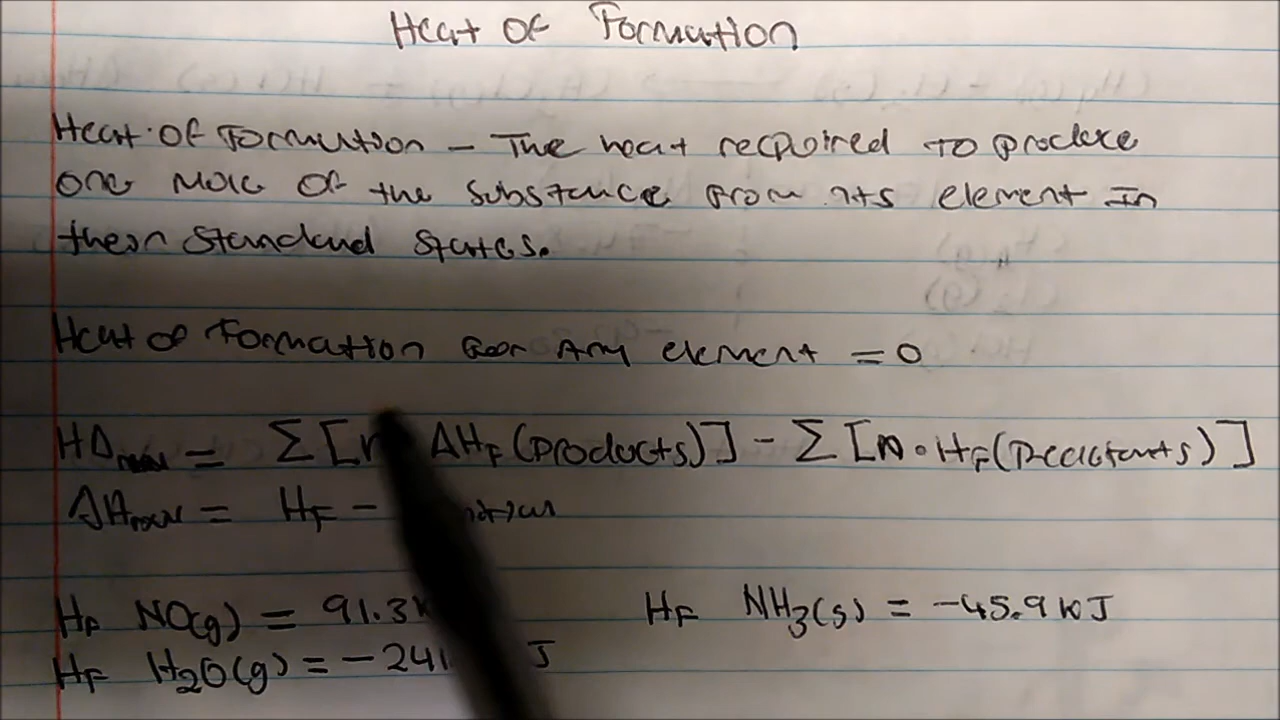 Heat of Formation
Heat of Formation - The heat required to produce
one mole of the substance from its element in
their standard states.
Heat of Formation for Any element = 0
HΔrxn = Σ[n ΔHF(products)] - Σ[n•HF(Reactants)]
ΔHrxn = HF -
HF NO(g) = 91.3k
HF NH3(s) = -45.9 kJ
HF H2O(g) = -241 J